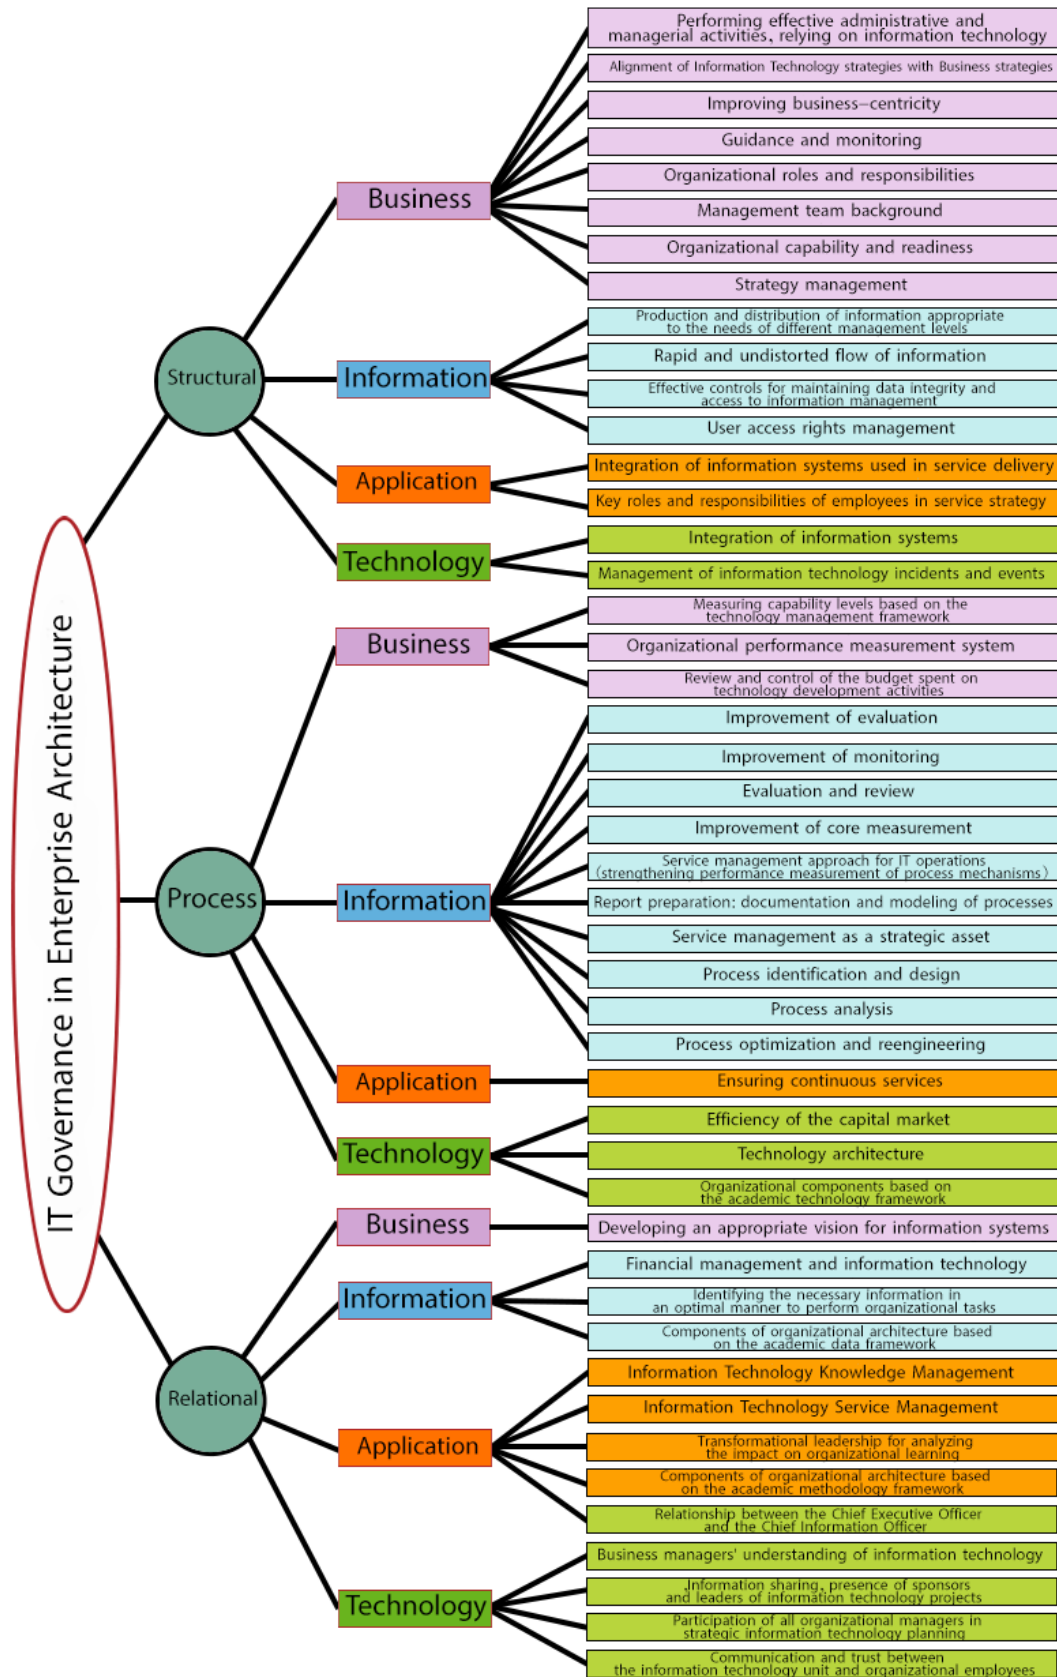 IT Governance in Enterprise Architecture
Structural
Business
Performing effective administrative and
managerial activities, relying on information technology
Alignment of Information Technology strategies with Business strategies
Improving business–centricity
Guidance and monitoring
Organizational roles and responsibilities
Management team background
Organizational capability and readiness
Strategy management
Information
Production and distribution of information appropriate
to the needs of different management levels
Rapid and undistorted flow of information
Effective controls for maintaining data integrity and
access to information management
User access rights management
Application
Integration of information systems used in service delivery
Key roles and responsibilities of employees in service strategy
Technology
Integration of information systems
Management of information technology incidents and events
Process
Business
Measuring capability levels based on the
technology management framework
Organizational performance measurement system
Review and control of the budget spent on
technology development activities
Information
Improvement of evaluation
Improvement of monitoring
Evaluation and review
Improvement of core measurement
Service management approach for IT operations
(strengthening performance measurement of process mechanisms)
Report preparation: documentation and modeling of processes
Service management as a strategic asset
Process identification and design
Process analysis
Process optimization and reengineering
Application
Ensuring continuous services
Technology
Efficiency of the capital market
Technology architecture
Organizational components based on
the academic technology framework
Relational
Business
Developing an appropriate vision for information systems
Information
Financial management and information technology
Identifying the necessary information in
an optimal manner to perform organizational tasks
Components of organizational architecture based
on the academic data framework
Application
Information Technology Knowledge Management
Information Technology Service Management
Transformational leadership for analyzing
the impact on organizational learning
Components of organizational architecture based
on the academic methodology framework
Relationship between the Chief Executive Officer
and the Chief Information Officer
Technology
Business managers' understanding of information technology
Information sharing, presence of sponsors
and leaders of information technology projects
Participation of all organizational managers in
strategic information technology planning
Communication and trust between
the information technology unit and organizational employees